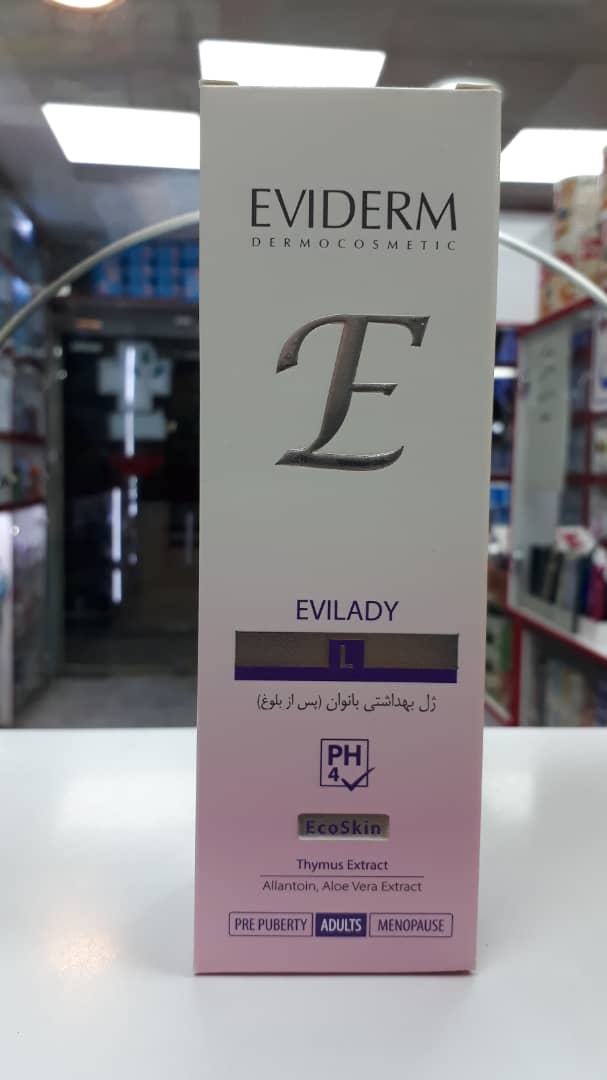 EVIDERM
DERMOCOSMETIC
E
EVILADY
L
ژل بهداشتی بانوان (پس از بلوغ)
PH
4
EcoSkin
Thymus Extract
Allantoin, Aloe Vera Extract
PRE PUBERTY ADULTS MENOPAUSE